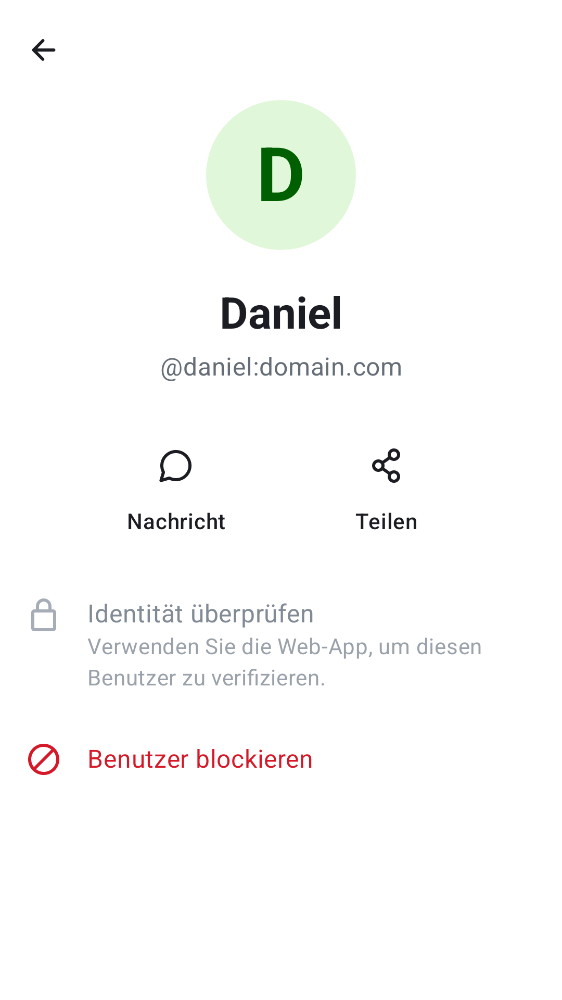 D
Daniel
@daniel:domain.com
Nachricht
Teilen
Identität überprüfen
Verwenden Sie die Web-App, um diesen
Benutzer zu verifizieren.
Benutzer blockieren